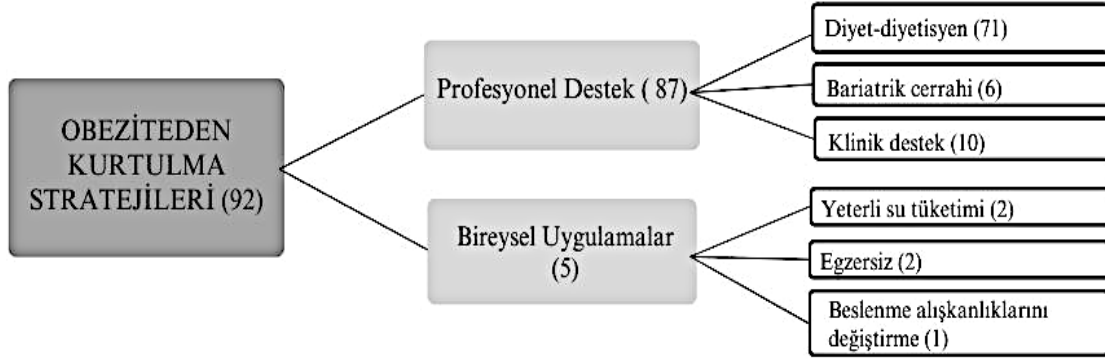 OBEZİTEDEN
KURTULMA
STRATEJİLERİ (92)
Profesyonel Destek ( 87)
Diyet-diyetisyen (71)
Bariatrik cerrahi (6)
Klinik destek (10)
Bireysel Uygulamalar
(5)
Yeterli su tüketimi (2)
Egzersiz (2)
Beslenme alışkanlıklarını
değiştirme (1)